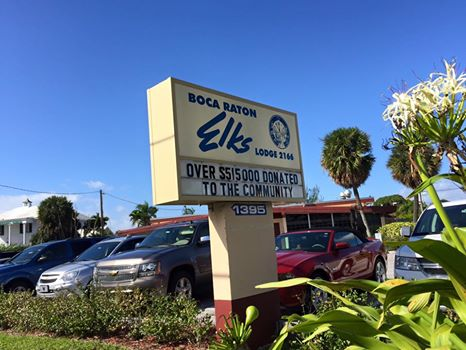 BOCA RATON
Elks
LODGE 2166
OVER $515000 DONATED
TO THE COMMUNITY
1395